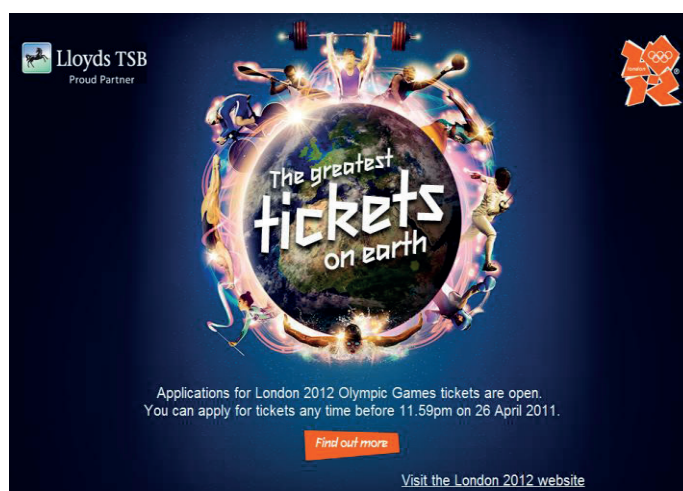 Lloyds TSB
Proud Partner
london
2012
®
The greatest
tickets
on earth
Applications for London 2012 Olympic Games tickets are open.
You can apply for tickets any time before 11.59pm on 26 April 2011.
Find out more
Visit the London 2012 website